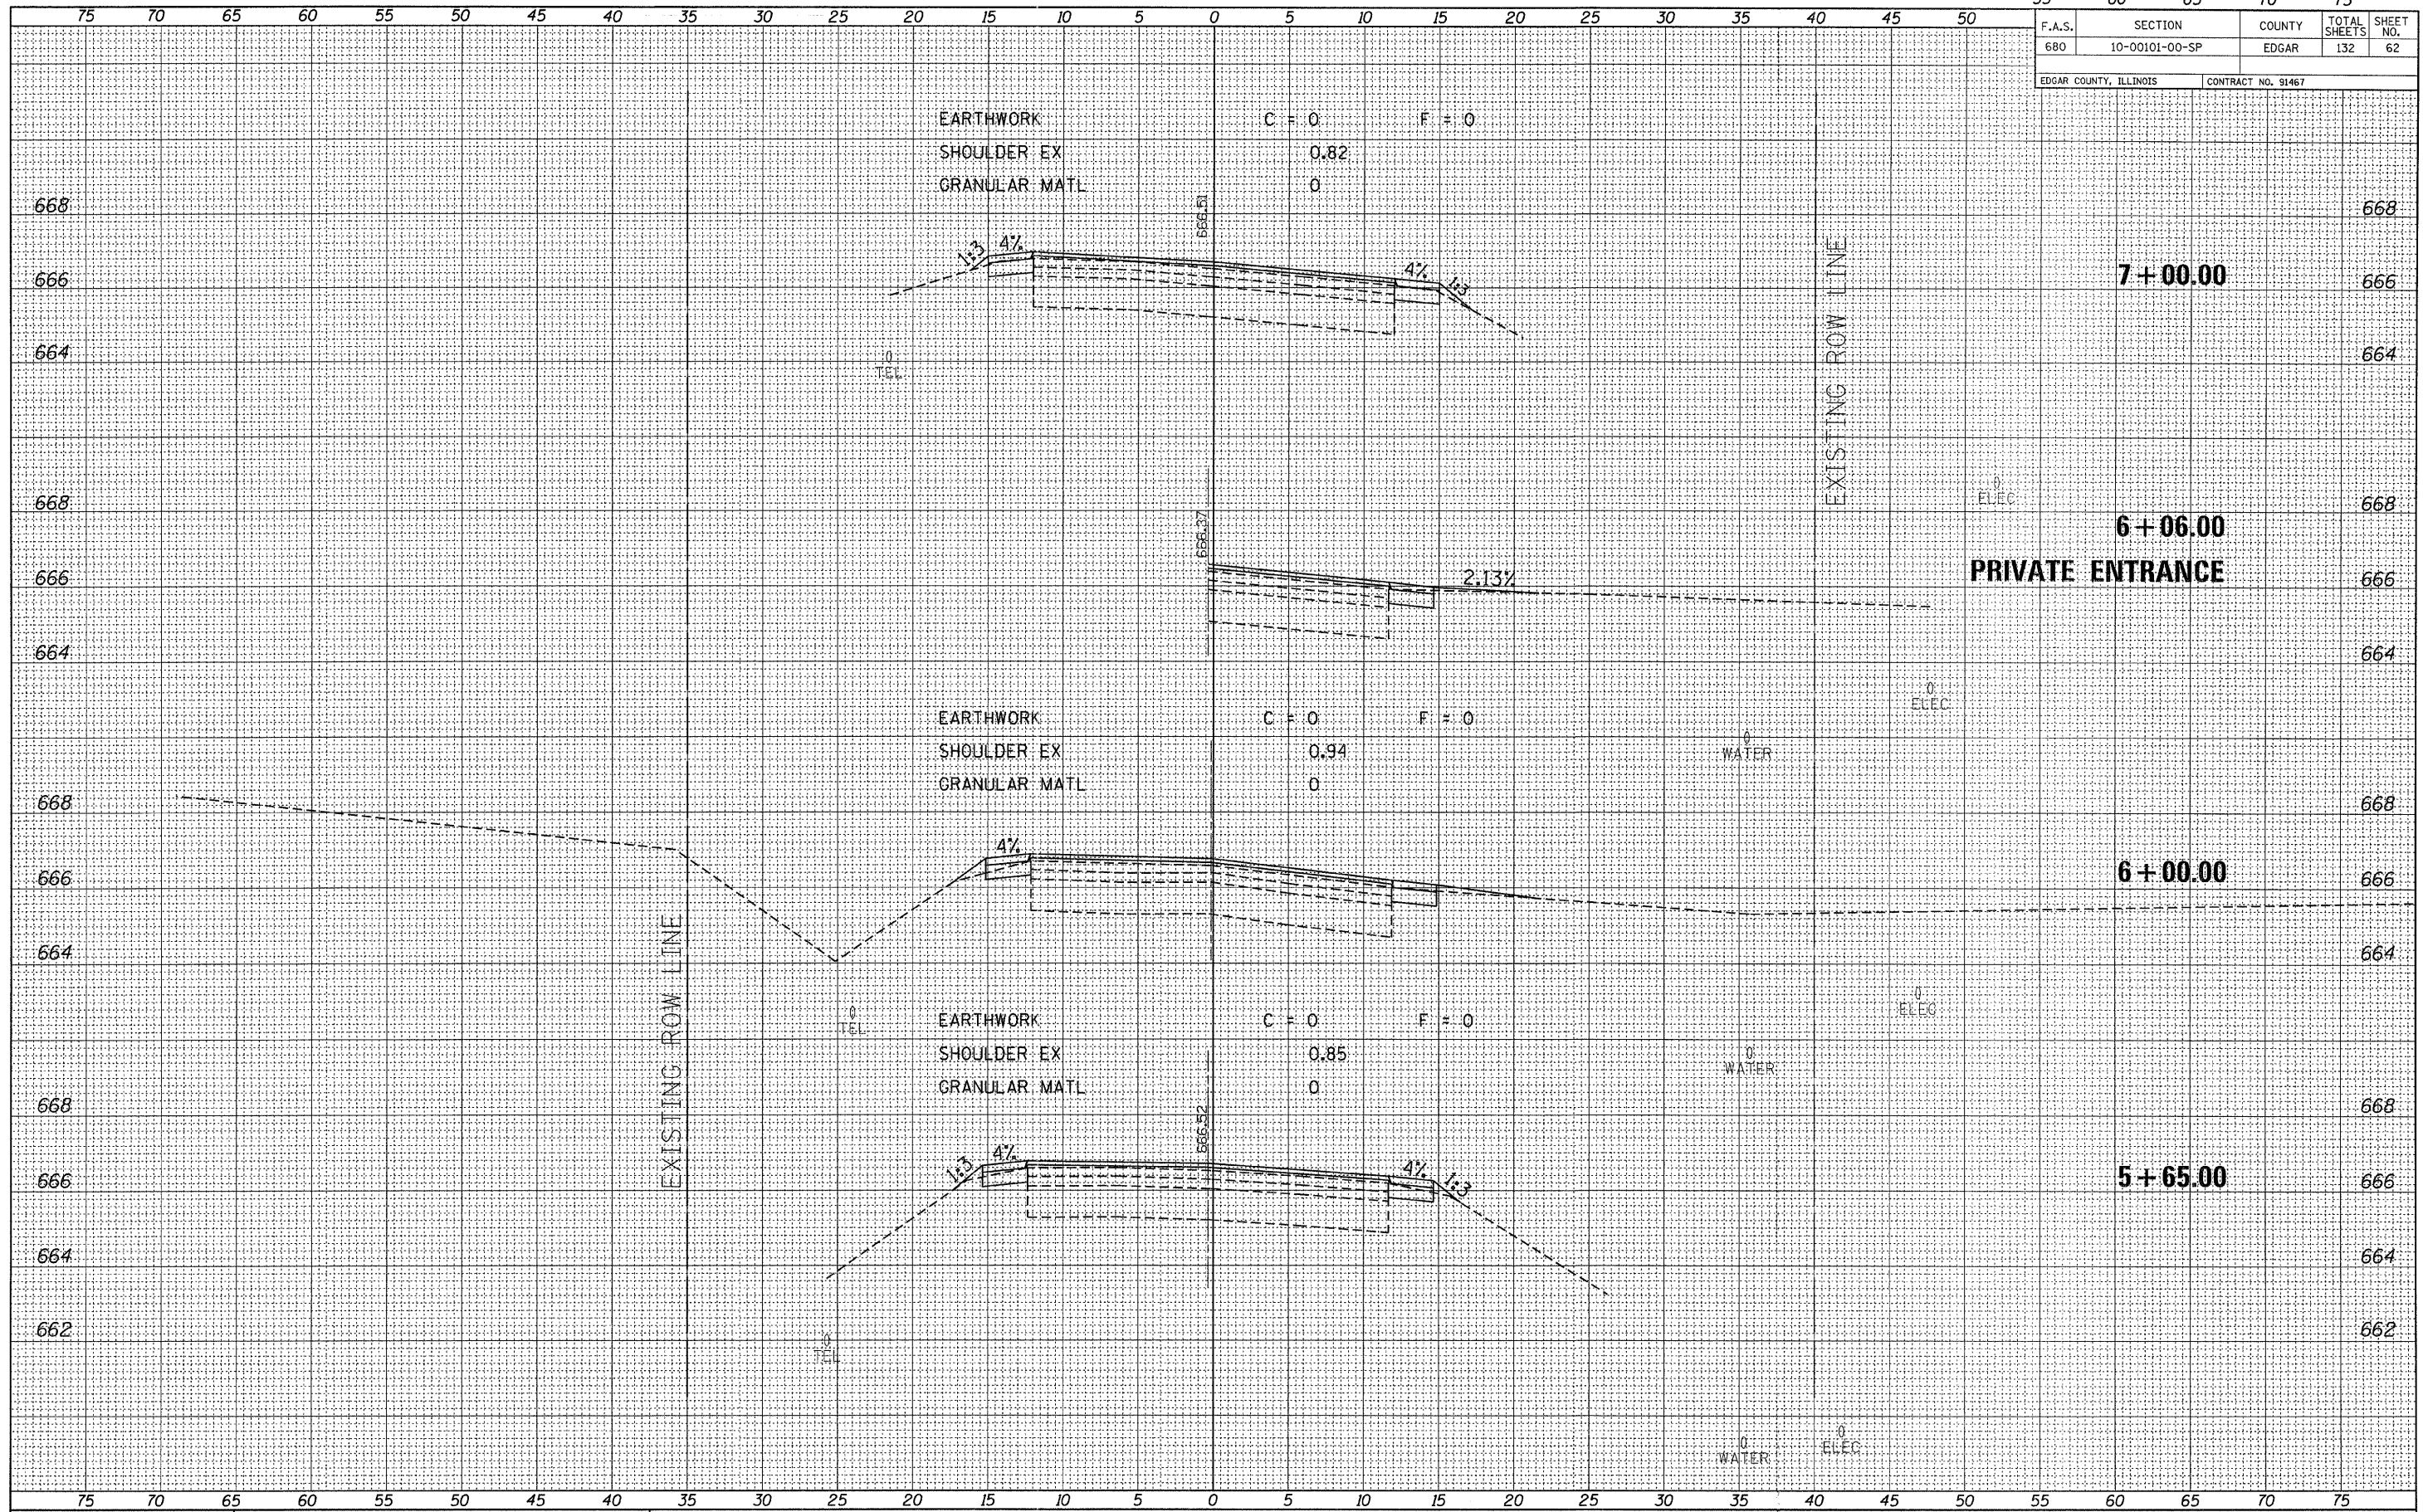 75 70 65 60 55 50 45 40 35 30 25 20 15 10 5 0 5 10 15 20 25 30 35 40 45 50 55 60 65 70 75
F.A.S. SECTION COUNTY TOTAL SHEETS SHEET NO.
680 10-00101-00-SP EDGAR 132 62
EDGAR COUNTY, ILLINOIS CONTRACT NO. 91467
EARTHWORK C = 0 F = 0
SHOULDER EX 0.82
GRANULAR MATL 0
668 666.51 668
1:3 4% 4% 1:3
666 7+00.00 666
664 664
0
TEL
EXISTING ROW LINE
0
ELEC
668 668
666.37 6+06.00
PRIVATE ENTRANCE
666 2.13% 666
664 664
0
ELEC
EARTHWORK C = 0 F = 0
SHOULDER EX 0.94
GRANULAR MATL 0
0
WATER
668 668
4%
666 6+00.00 666
664 664
EXISTING ROW LINE
0
TEL
0
ELEC
EARTHWORK C = 0 F = 0
SHOULDER EX 0.85
GRANULAR MATL 0
0
WATER
668 668
666.52
1:3 4% 4% 1:3
666 5+65.00 666
664 664
662 662
0
TEL
0
WATER
0
ELEC
75 70 65 60 55 50 45 40 35 30 25 20 15 10 5 0 5 10 15 20 25 30 35 40 45 50 55 60 65 70 75